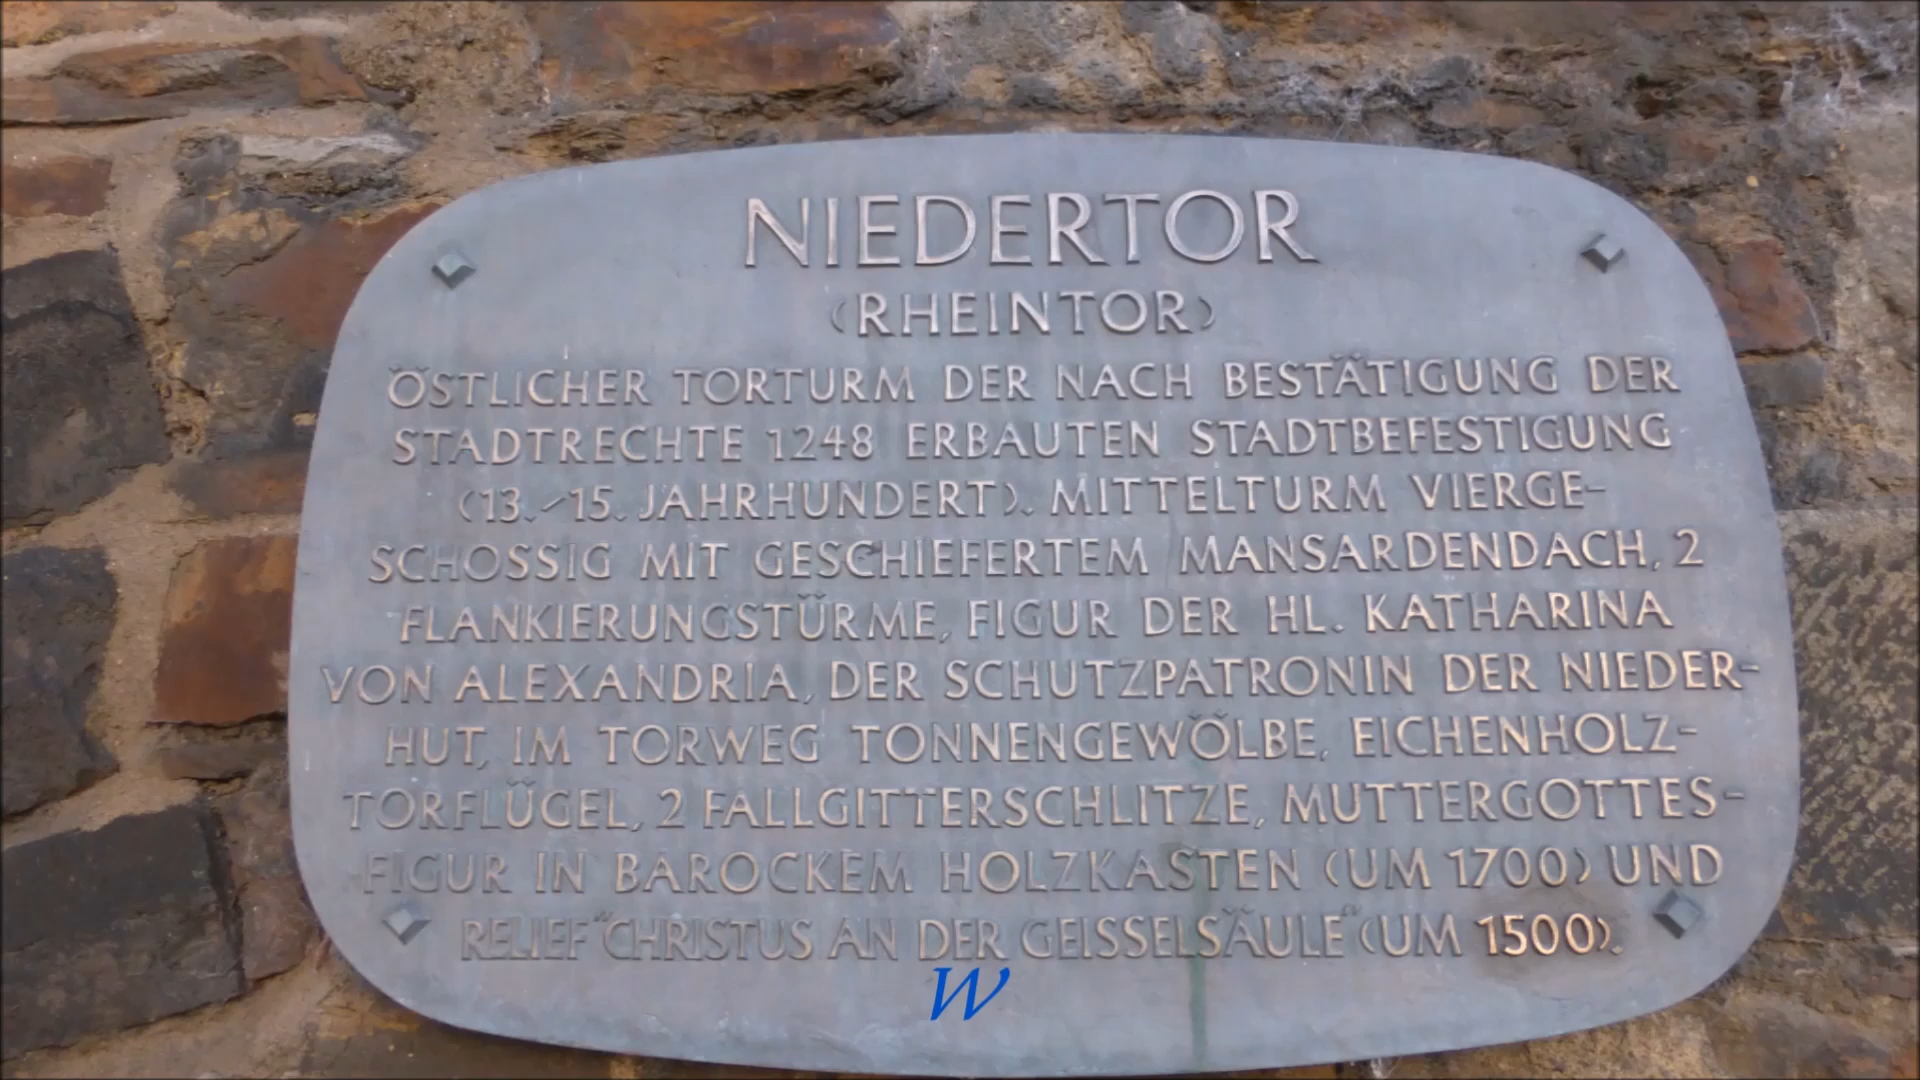 NIEDERTOR
(RHEINTOR)
ÖSTLICHER TORTURM DER NACH BESTÄTIGUNG DER
STADTRECHTE 1248 ERBAUTEN STADTBEFESTIGUNG
(13./15. JAHRHUNDERT). MITTELTURM VIERGE-
SCHOSSIG MIT GESCHIEFERTEM MANSARDENDACH, 2
FLANKIERUNGSTÜRME, FIGUR DER HL. KATHARINA
VON ALEXANDRIA, DER SCHUTZPATRONIN DER NIEDER-
HUT, IM TORWEG TONNENGEWÖLBE, EICHENHOLZ-
TORFLÜGEL, 2 FALLGITTERSCHLITZE, MUTTERGOTTES-
FIGUR IN BAROCKEM HOLZKASTEN (UM 1700) UND
RELIEF "CHRISTUS AN DER GEISSELSÄULE" (UM 1500).
W